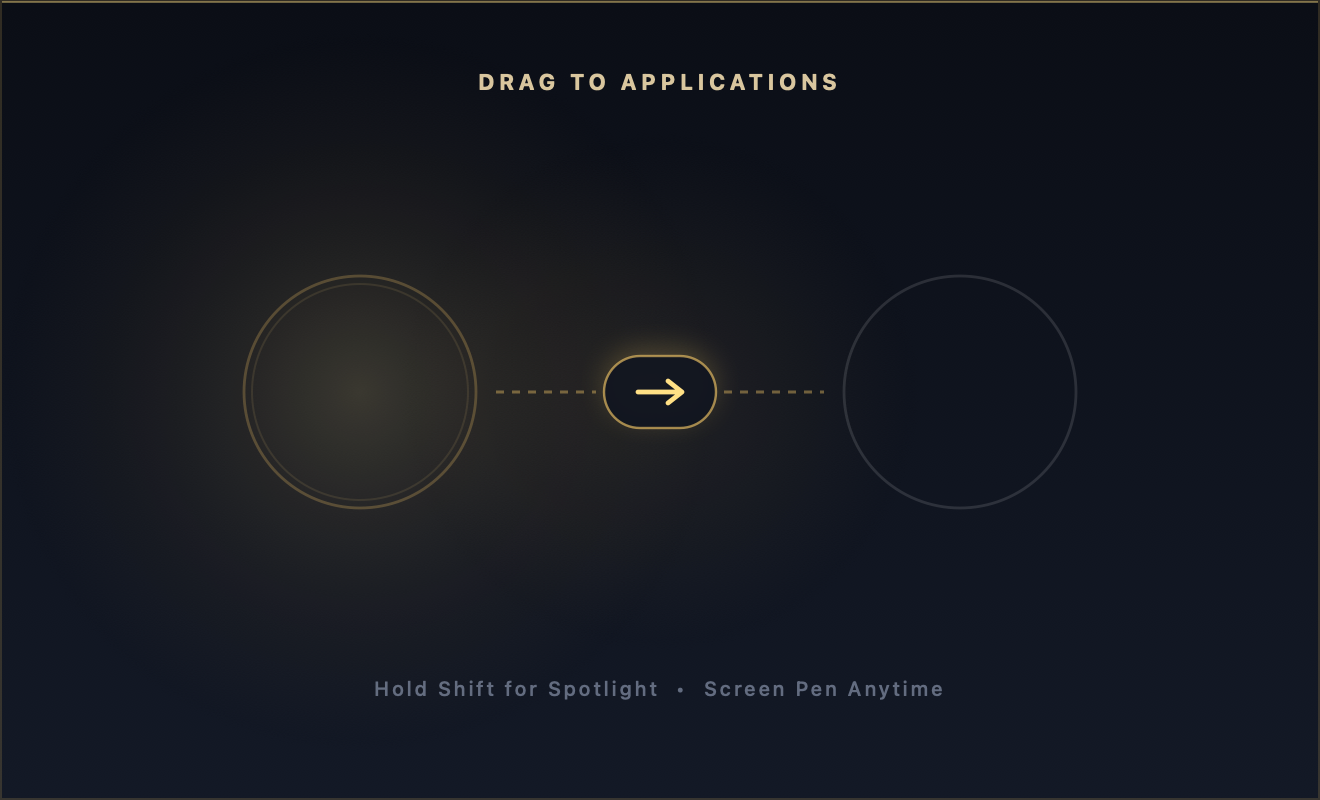 DRAG TO APPLICATIONS
Hold Shift for Spotlight • Screen Pen Anytime